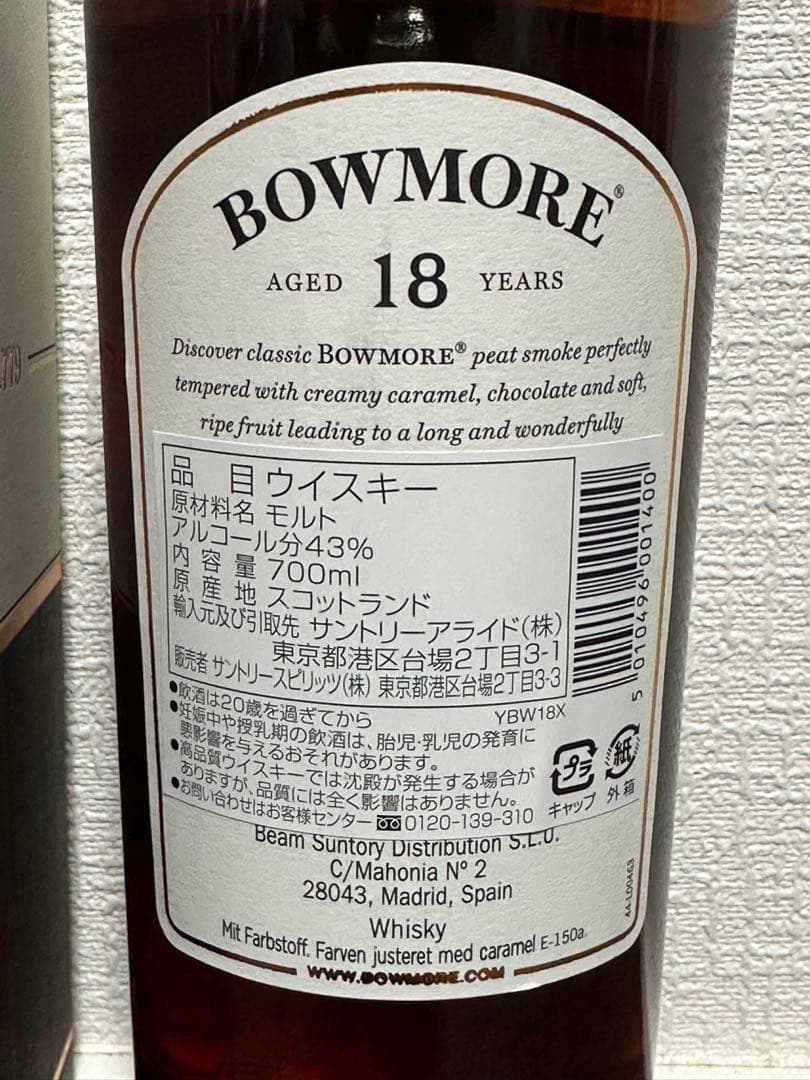 1779
BOWMORE®
AGED 18 YEARS
Discover classic BOWMORE® peat smoke perfectly
tempered with creamy caramel, chocolate and soft,
ripe fruit leading to a long and wonderfully
品 目 ウイスキー
原材料名 モルト
アルコール分43%
内容量 700ml
原産地 スコットランド
輸入元及び引取先 サントリーアライド(株)
東京都港区台場2丁目3-1
販売者 サントリースピリッツ(株) 東京都港区台場2丁目3-3
5 010496 001400
YBW18X
●飲酒は20歳を過ぎてから
●妊娠中や授乳期の飲酒は、胎児・乳児の発育に
悪影響を与えるおそれがあります。
●高品質ウイスキーでは沈殿が発生する場合が
ありますが、品質には全く影響はありません。
●お問い合わせはお客様センター 0120-139-310
プラ
キャップ
紙
外箱
Beam Suntory Distribution S.L.U.
C/Mahonia Nº 2
28043, Madrid, Spain
Whisky
Mit Farbstoff. Farven justeret med caramel E-150a.
WWW.BOWMORE.COM
44-L00463